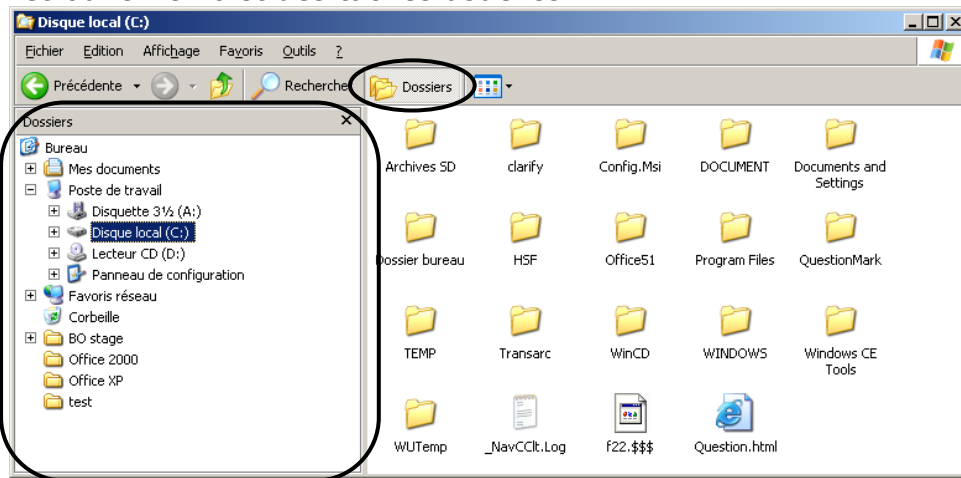 Disque local (C:)
Fichier Edition Affichage Favoris Outils ?
Précédente Rechercher Dossiers
Dossiers
Bureau
Mes documents
Poste de travail
Disquette 3½ (A:)
Disque local (C:)
Lecteur CD (D:)
Panneau de configuration
Favoris réseau
Corbeille
BO stage
Office 2000
Office XP
test
Archives SD clarify Config.Msi DOCUMENT Documents and
Settings
Dossier bureau HSF Office51 Program Files QuestionMark
TEMP Transarc WinCD WINDOWS Windows CE
Tools
WUTemp _NavCClt.Log f22.$$$ Question.html